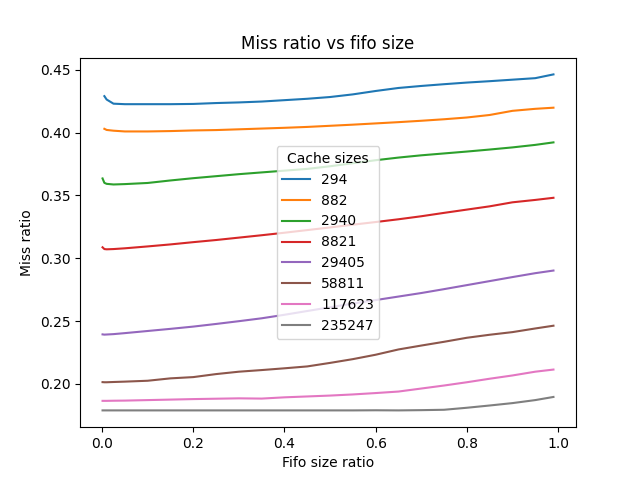 Miss ratio vs fifo size
0.45
0.40
0.35
0.30
0.25
0.20
Miss ratio
Cache sizes
294
882
2940
8821
29405
58811
117623
235247
0.0 0.2 0.4 0.6 0.8 1.0
Fifo size ratio